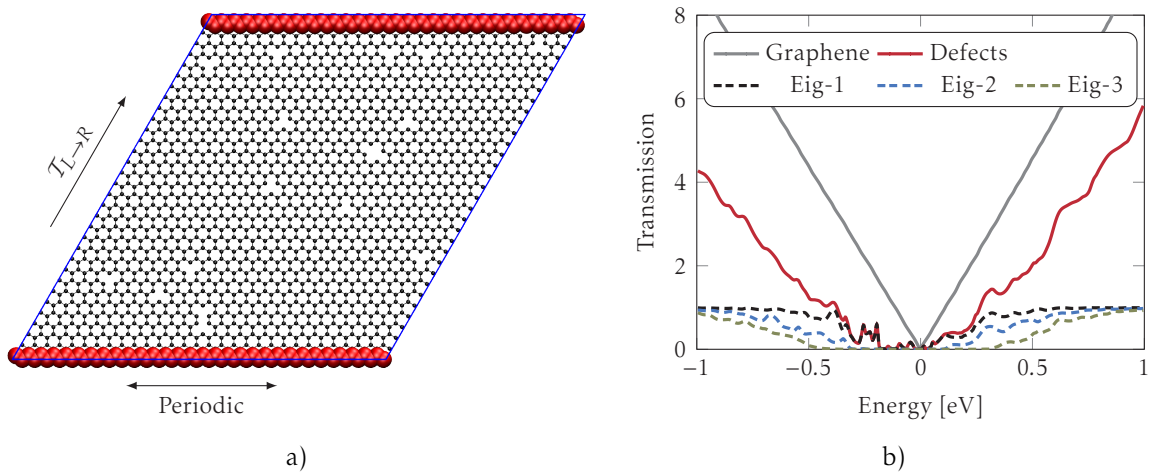 𝒯L→R
Periodic
a)
Transmission
8
6
4
2
0
Graphene Defects
Eig-1 Eig-2 Eig-3
−1 −0.5 0 0.5 1
Energy [eV]
b)